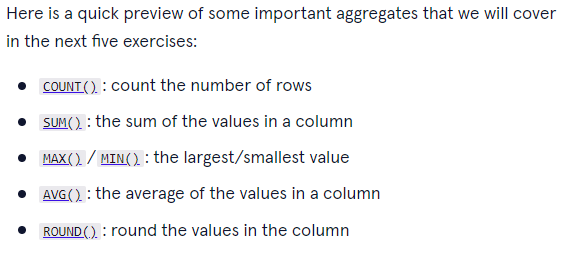 Here is a quick preview of some important aggregates that we will cover
in the next five exercises:
• COUNT() : count the number of rows
• SUM() : the sum of the values in a column
• MAX() / MIN() : the largest/smallest value
• AVG() : the average of the values in a column
• ROUND() : round the values in the column